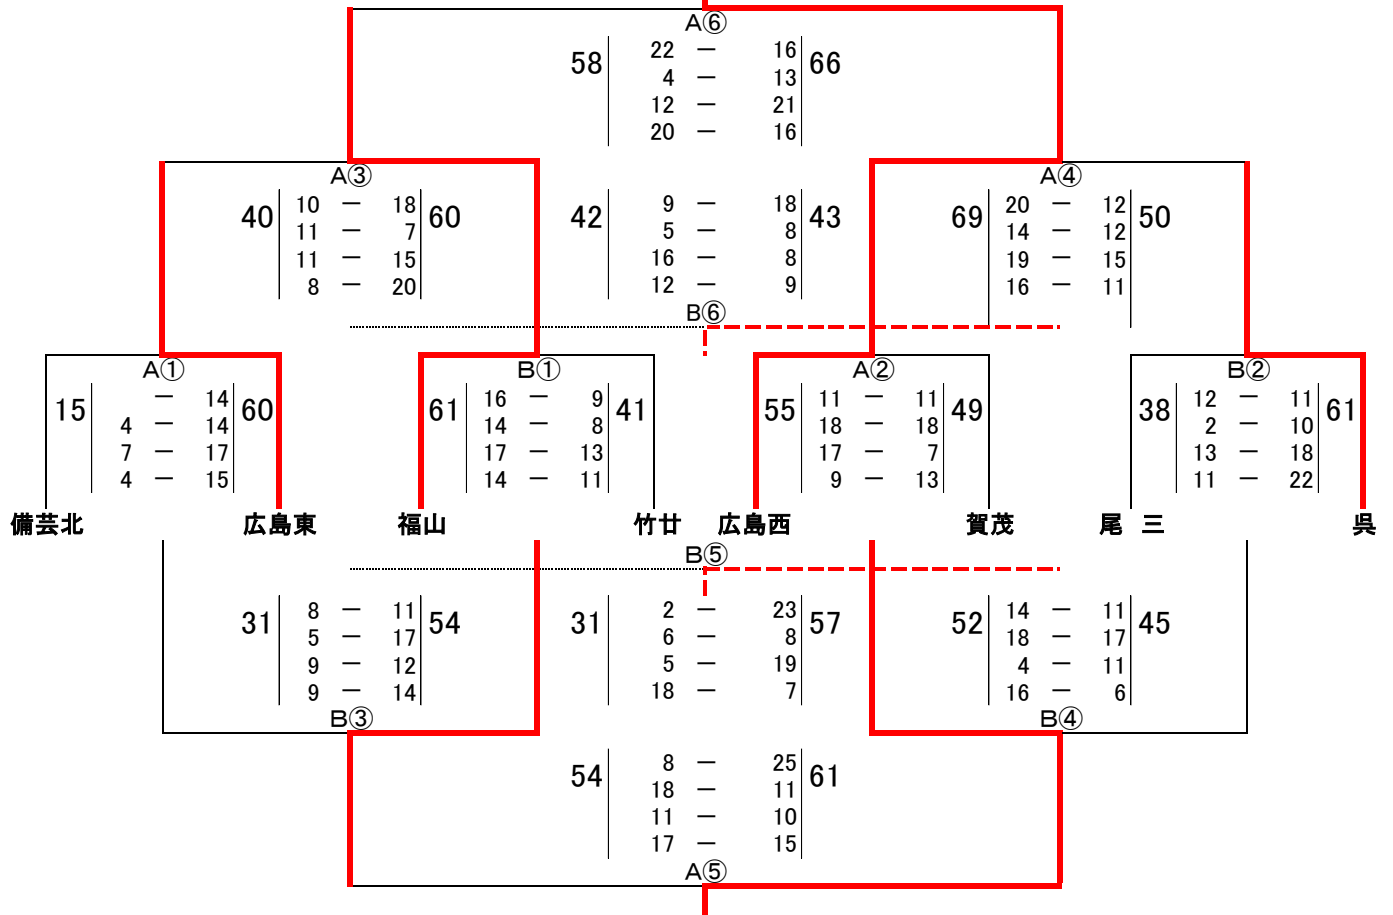 A⑥
58 22 － 16 66
4 － 13
12 － 21
20 － 16
A③ A④
40 10 － 18 60 42 9 － 18 43 69 20 － 12 50
11 － 7 5 － 8 14 － 12
11 － 15 16 － 8 19 － 15
8 － 20 12 － 9 16 － 11
B⑥
A① B① A② B②
15 － 14 60 61 16 － 9 41 55 11 － 11 49 38 12 － 11 61
4 － 14 14 － 8 18 － 18 2 － 10
7 － 17 17 － 13 17 － 7 13 － 18
4 － 15 14 － 11 9 － 13 11 － 22
備芸北 広島東 福山 竹廿 広島西 賀茂 尾 三 呉
B⑤
31 8 － 11 54 31 2 － 23 57 52 14 － 11 45
5 － 17 6 － 8 18 － 17
9 － 12 5 － 19 4 － 11
9 － 14 18 － 7 16 － 6
B③ B④
54 8 － 25 61
18 － 11
11 － 10
17 － 15
A⑤